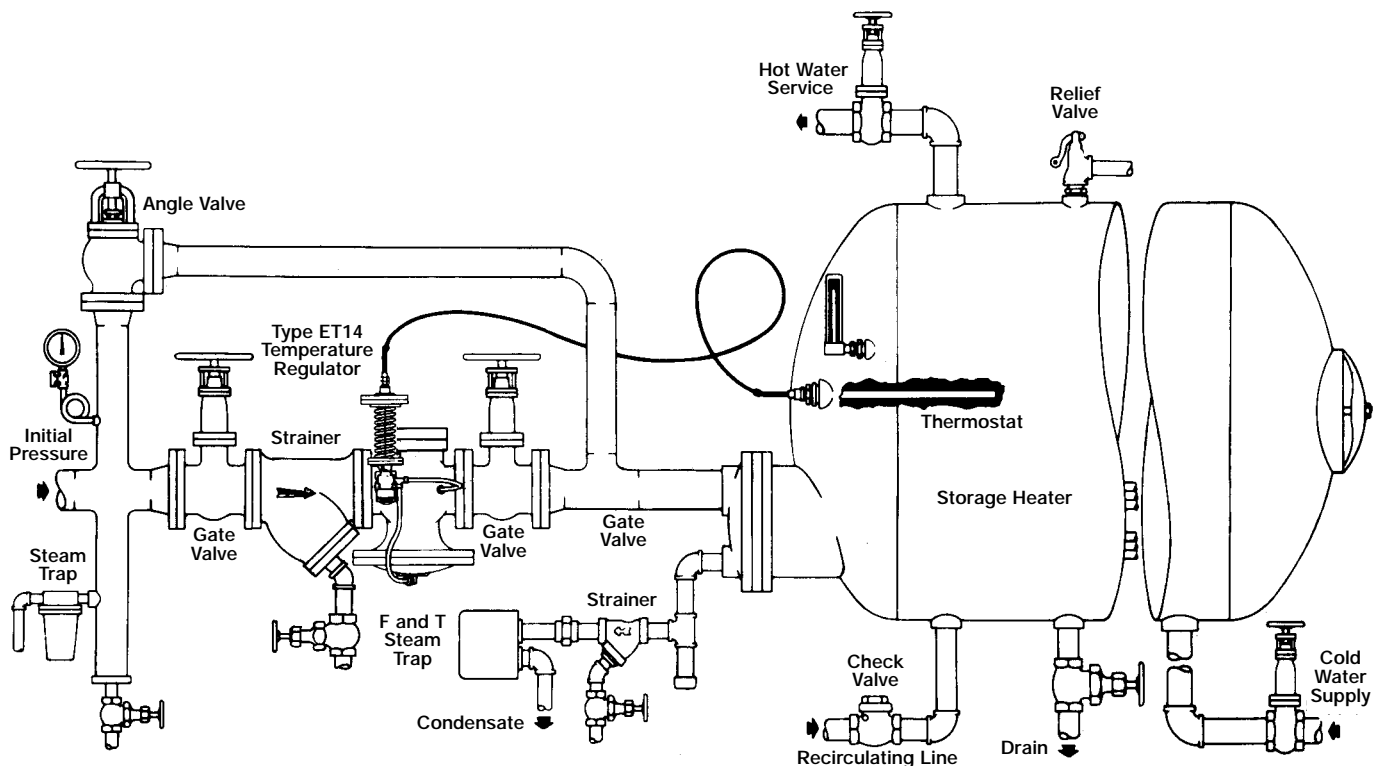 Hot Water
Service
Relief
Valve
Angle Valve
Type ET14
Temperature
Regulator
Thermostat
Initial
Pressure
Strainer
Storage Heater
Gate
Valve
Gate
Valve
Gate
Valve
Steam
Trap
F and T
Steam
Trap
Strainer
Condensate
Check
Valve
Cold
Water
Supply
Recirculating Line
Drain